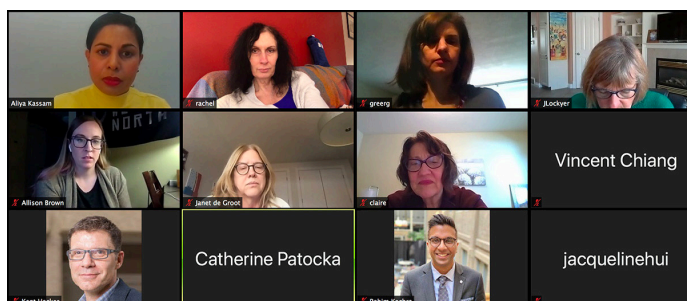 Aliya Kassam
rachel
greerg
JLockyer
NORTH
Allison Brown
Janet de Groot
claire
Vincent Chiang
Catherine Patocka
jacquelinehui